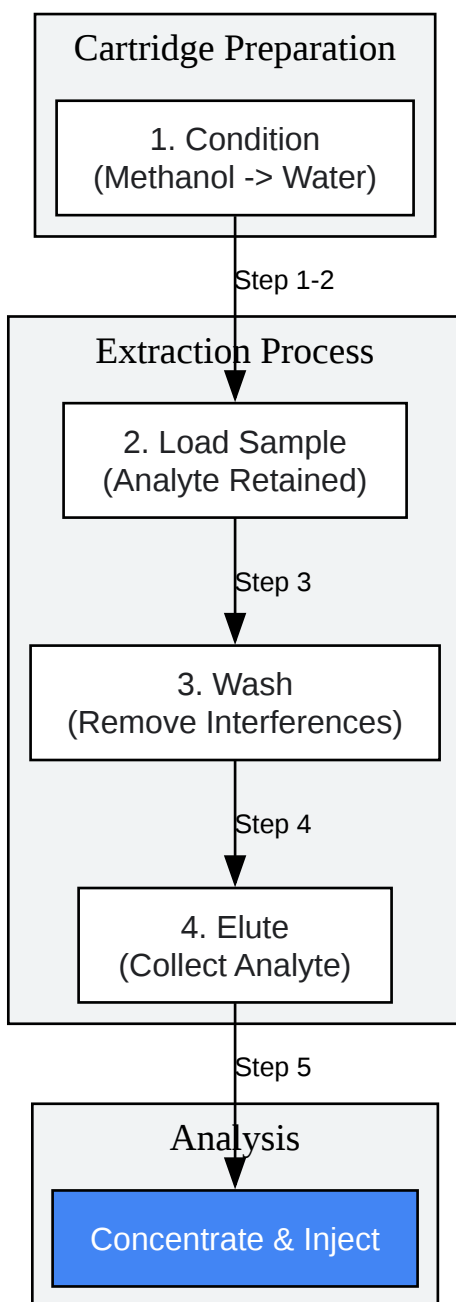 Cartridge Preparation
1. Condition
(Methanol -> Water)
Step 1-2
Extraction Process
2. Load Sample
(Analyte Retained)
Step 3
3. Wash
(Remove Interferences)
Step 4
4. Elute
(Collect Analyte)
Step 5
Analysis
Concentrate & Inject